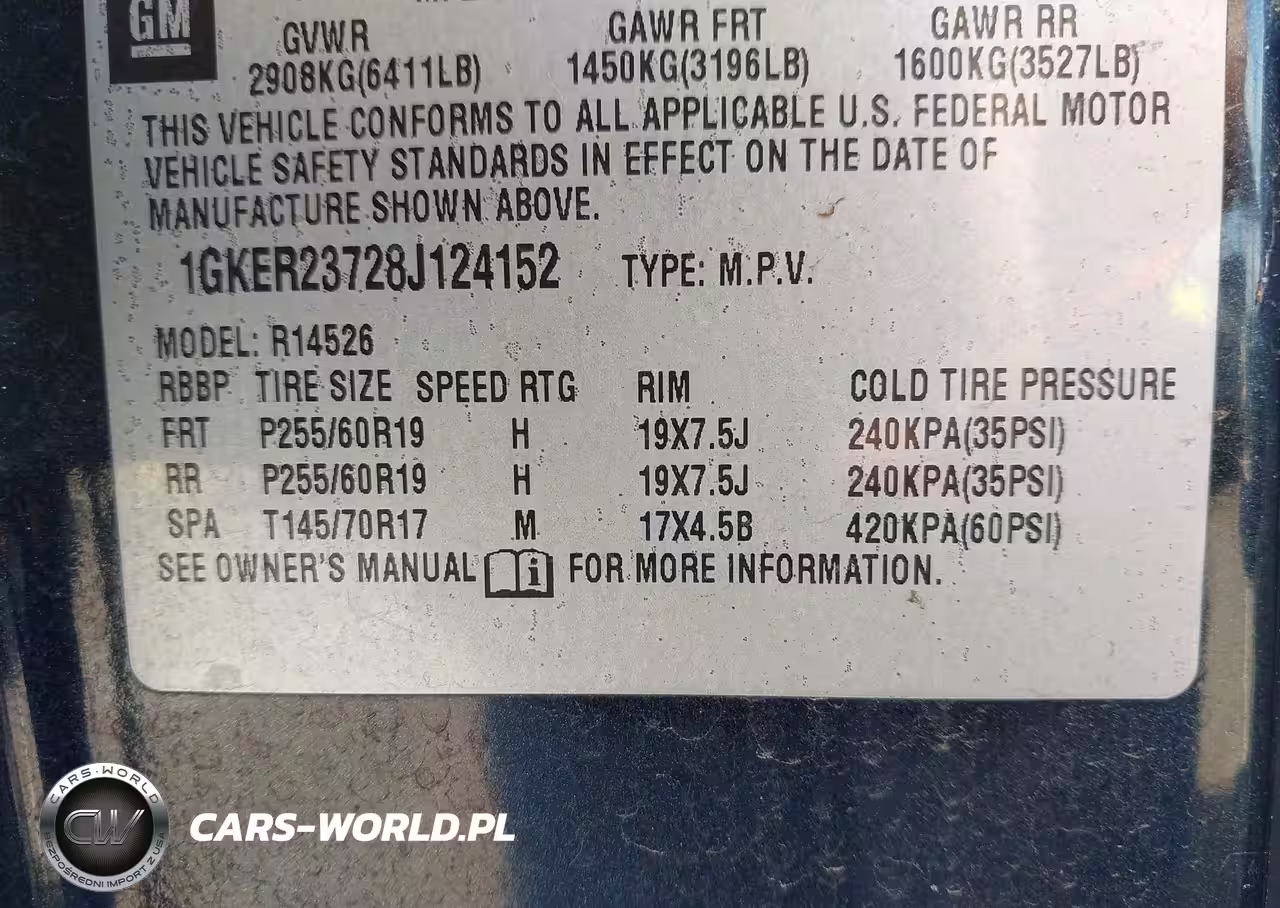 GM
GVWR GAWR FRT GAWR RR
2908KG(6411LB) 1450KG(3196LB) 1600KG(3527LB)
THIS VEHICLE CONFORMS TO ALL APPLICABLE U.S. FEDERAL MOTOR
VEHICLE SAFETY STANDARDS IN EFFECT ON THE DATE OF
MANUFACTURE SHOWN ABOVE.
1GKER23728J124152 TYPE: M.P.V.
MODEL: R14526
RBBP TIRE SIZE SPEED RTG RIM COLD TIRE PRESSURE
FRT P255/60R19 H 19X7.5J 240KPA(35PSI)
RR P255/60R19 H 19X7.5J 240KPA(35PSI)
SPA T145/70R17 M 17X4.5B 420KPA(60PSI)
SEE OWNER'S MANUAL i FOR MORE INFORMATION.
CARS-WORLD
CW
BEZPOŚREDNI IMPORT Z USA
CARS-WORLD.PL